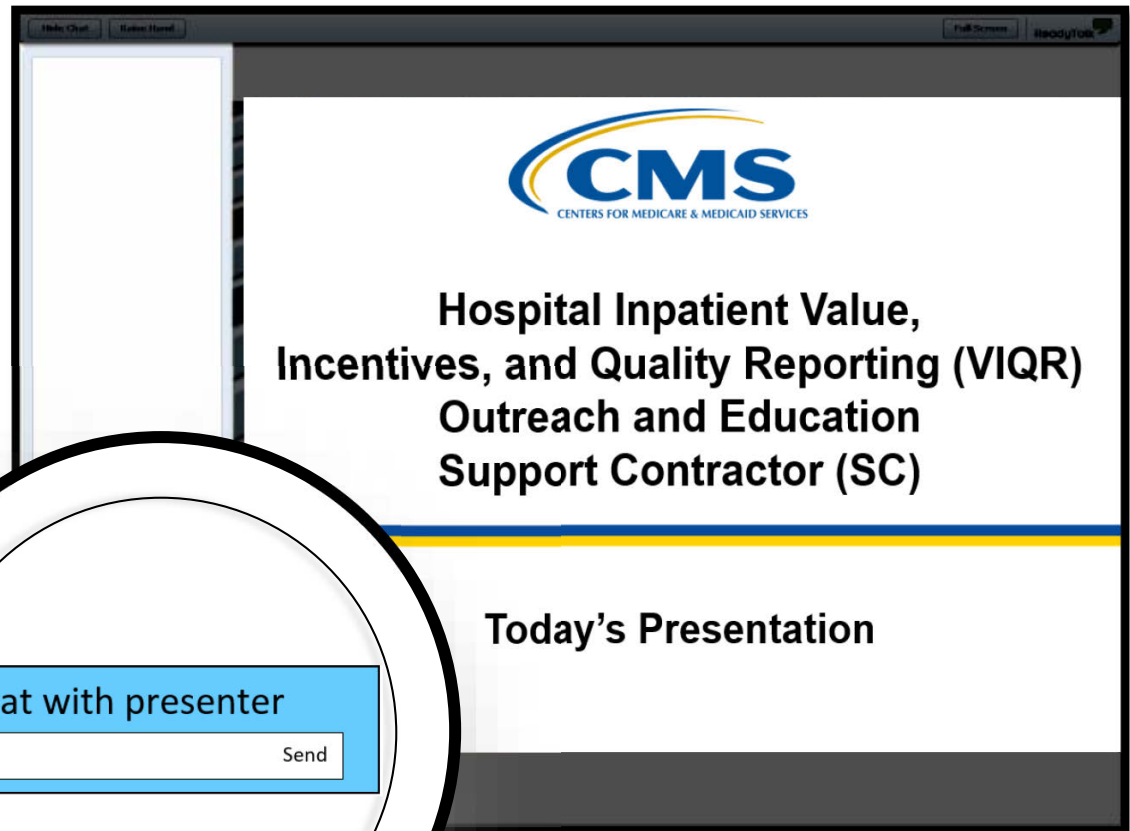 Hide Chat
Raise Hand
Full Screen
ReadyTalk
CMS
CENTERS FOR MEDICARE & MEDICAID SERVICES
Hospital Inpatient Value,
Incentives, and Quality Reporting (VIQR)
Outreach and Education
Support Contractor (SC)
Today's Presentation
at with presenter
Send